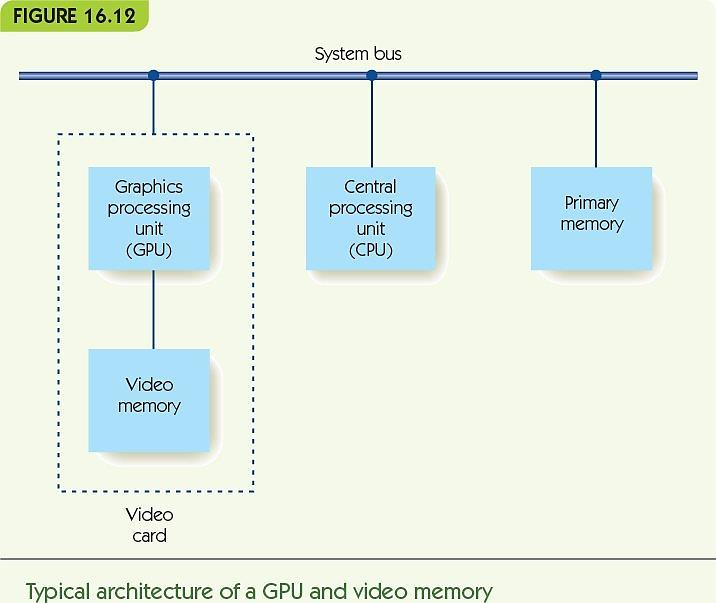 FIGURE 16.12
System bus
Graphics
processing
unit
(GPU)
Central
processing
unit
(CPU)
Primary
memory
Video
memory
Video
card
Typical architecture of a GPU and video memory